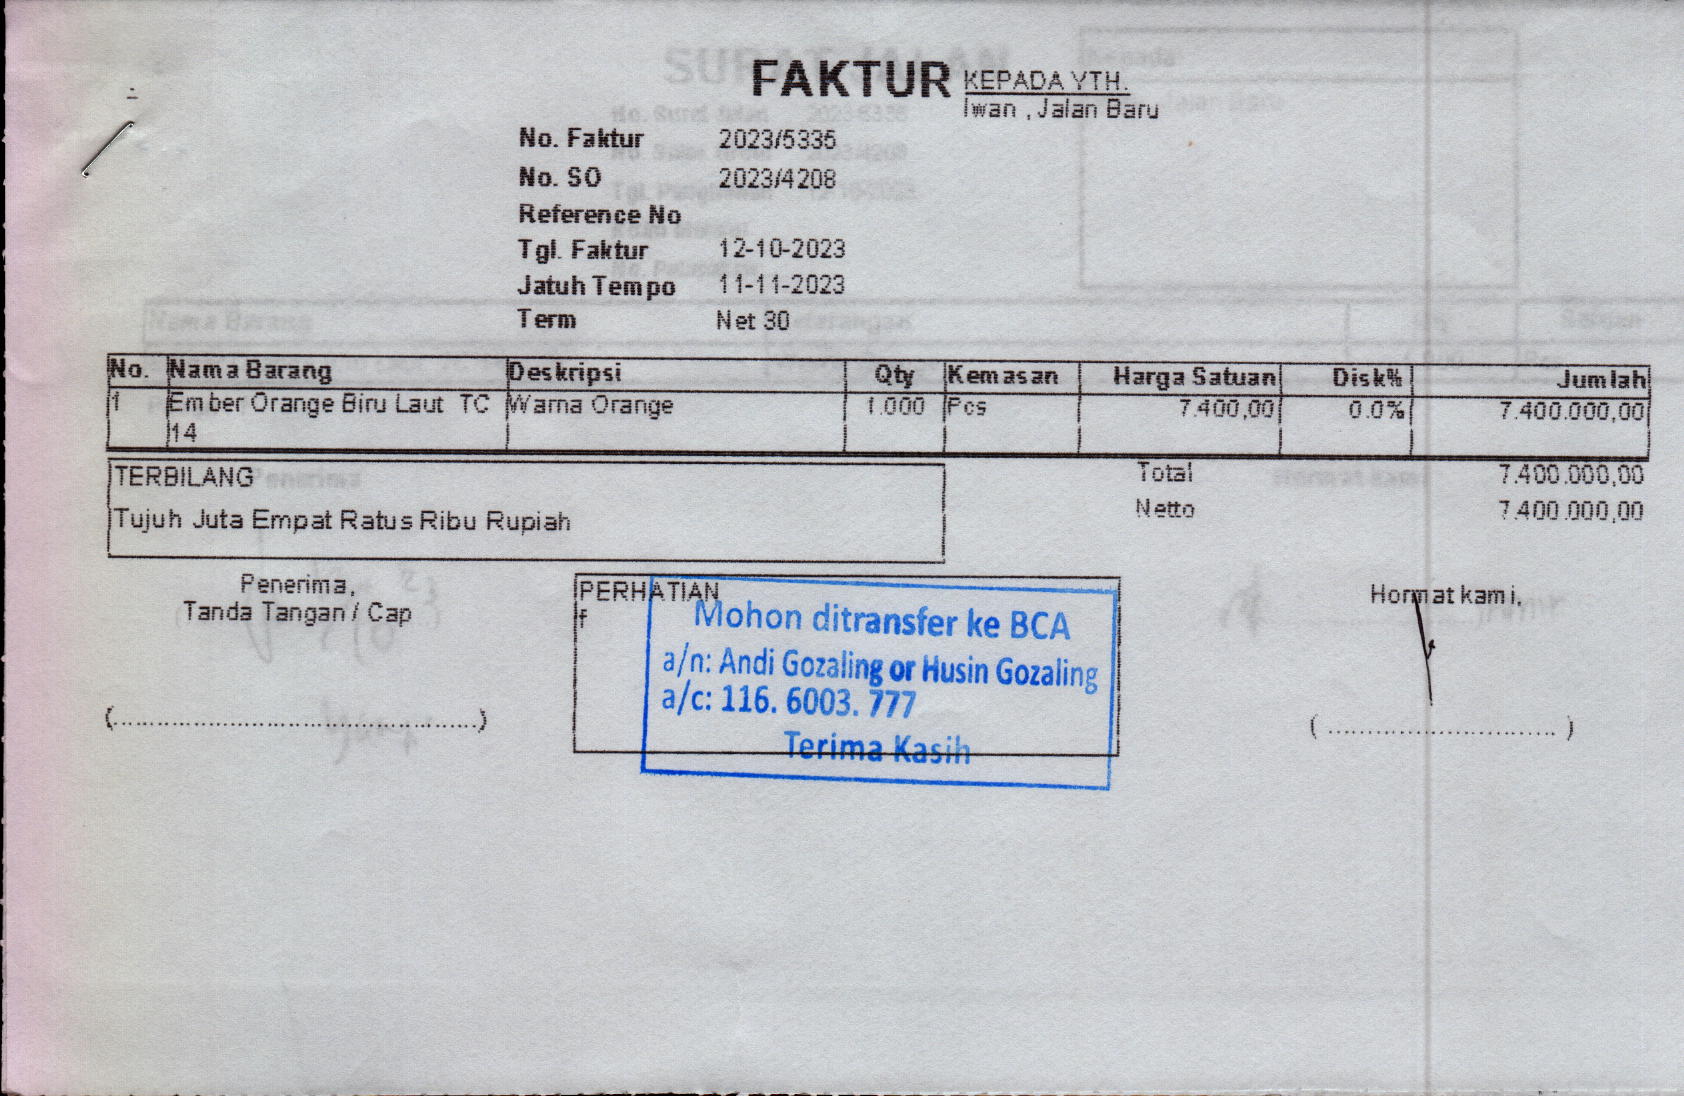 FAKTUR
KEPADA YTH.
Iwan , Jalan Baru
No. Faktur 2023/5335
No. SO 2023/4208
Reference No
Tgl. Faktur 12-10-2023
Jatuh Tempo 11-11-2023
Term Net 30
No. Nama Barang Deskripsi Qty Kemasan Harga Satuan Disk% Jumlah
1 Ember Orange Biru Laut TC 14 Warna Orange 1.000 Pcs 7.400,00 0.0% 7.400.000,00
TERBILANG
Tujuh Juta Empat Ratus Ribu Rupiah
Total 7.400.000,00
Netto 7.400.000,00
Penerima,
Tanda Tangan / Cap
(......................................................)
PERHATIAN
f
Mohon ditransfer ke BCA
a/n: Andi Gozaling or Husin Gozaling
a/c: 116. 6003. 777
Terima Kasih
Hormat kami,
( ............................ )